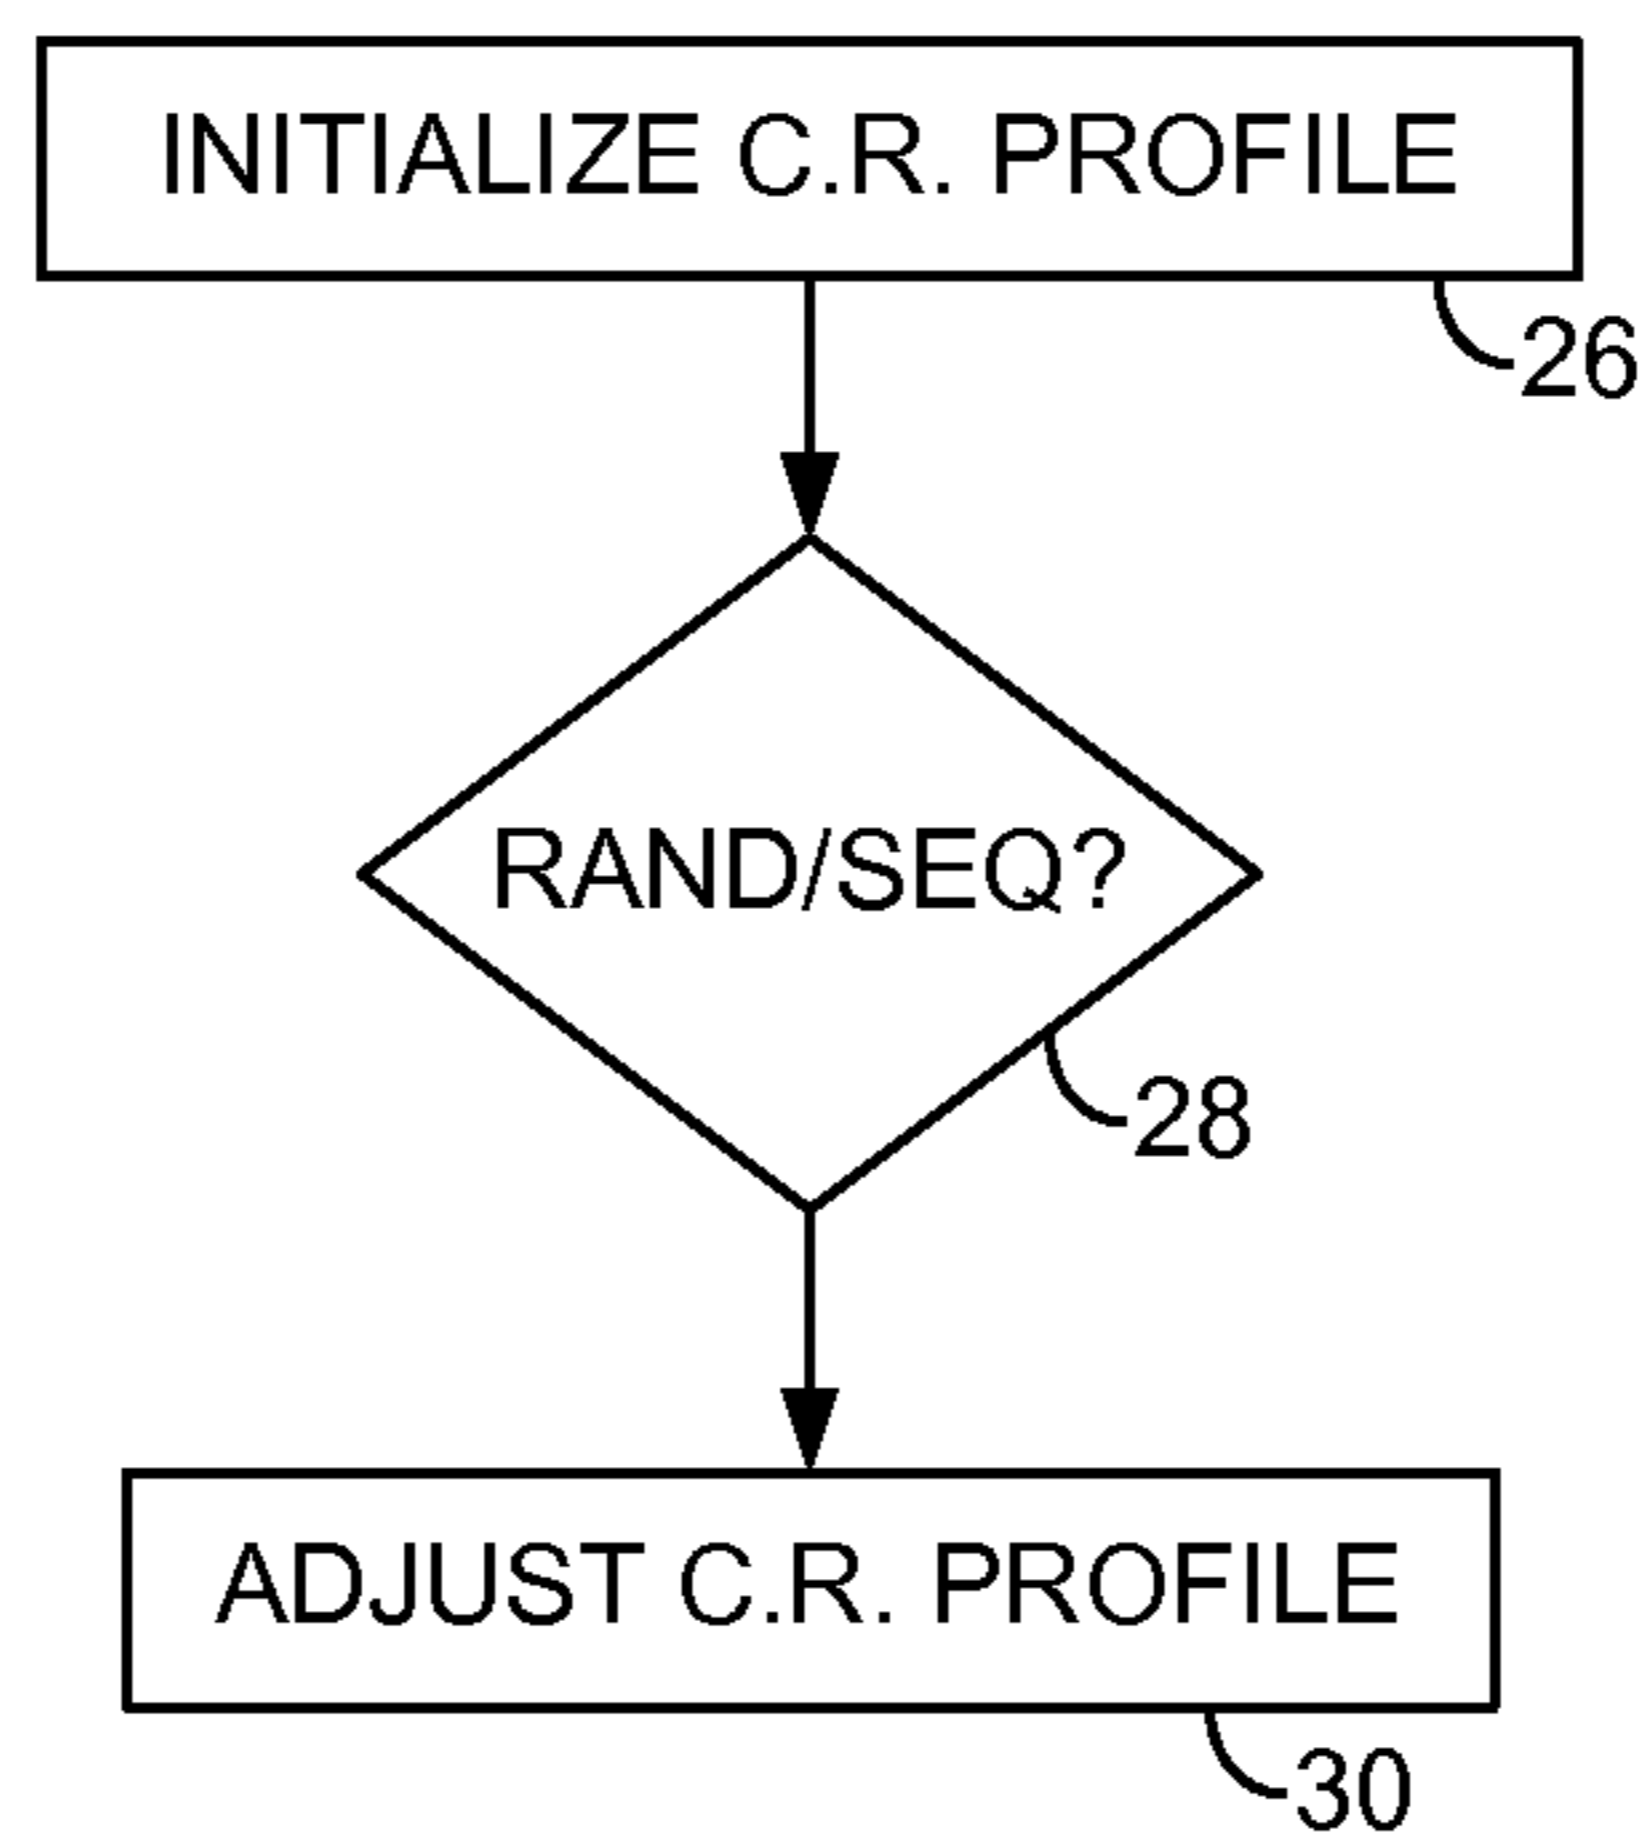 INITIALIZE C.R. PROFILE
26
RAND/SEQ?
28
ADJUST C.R. PROFILE
30